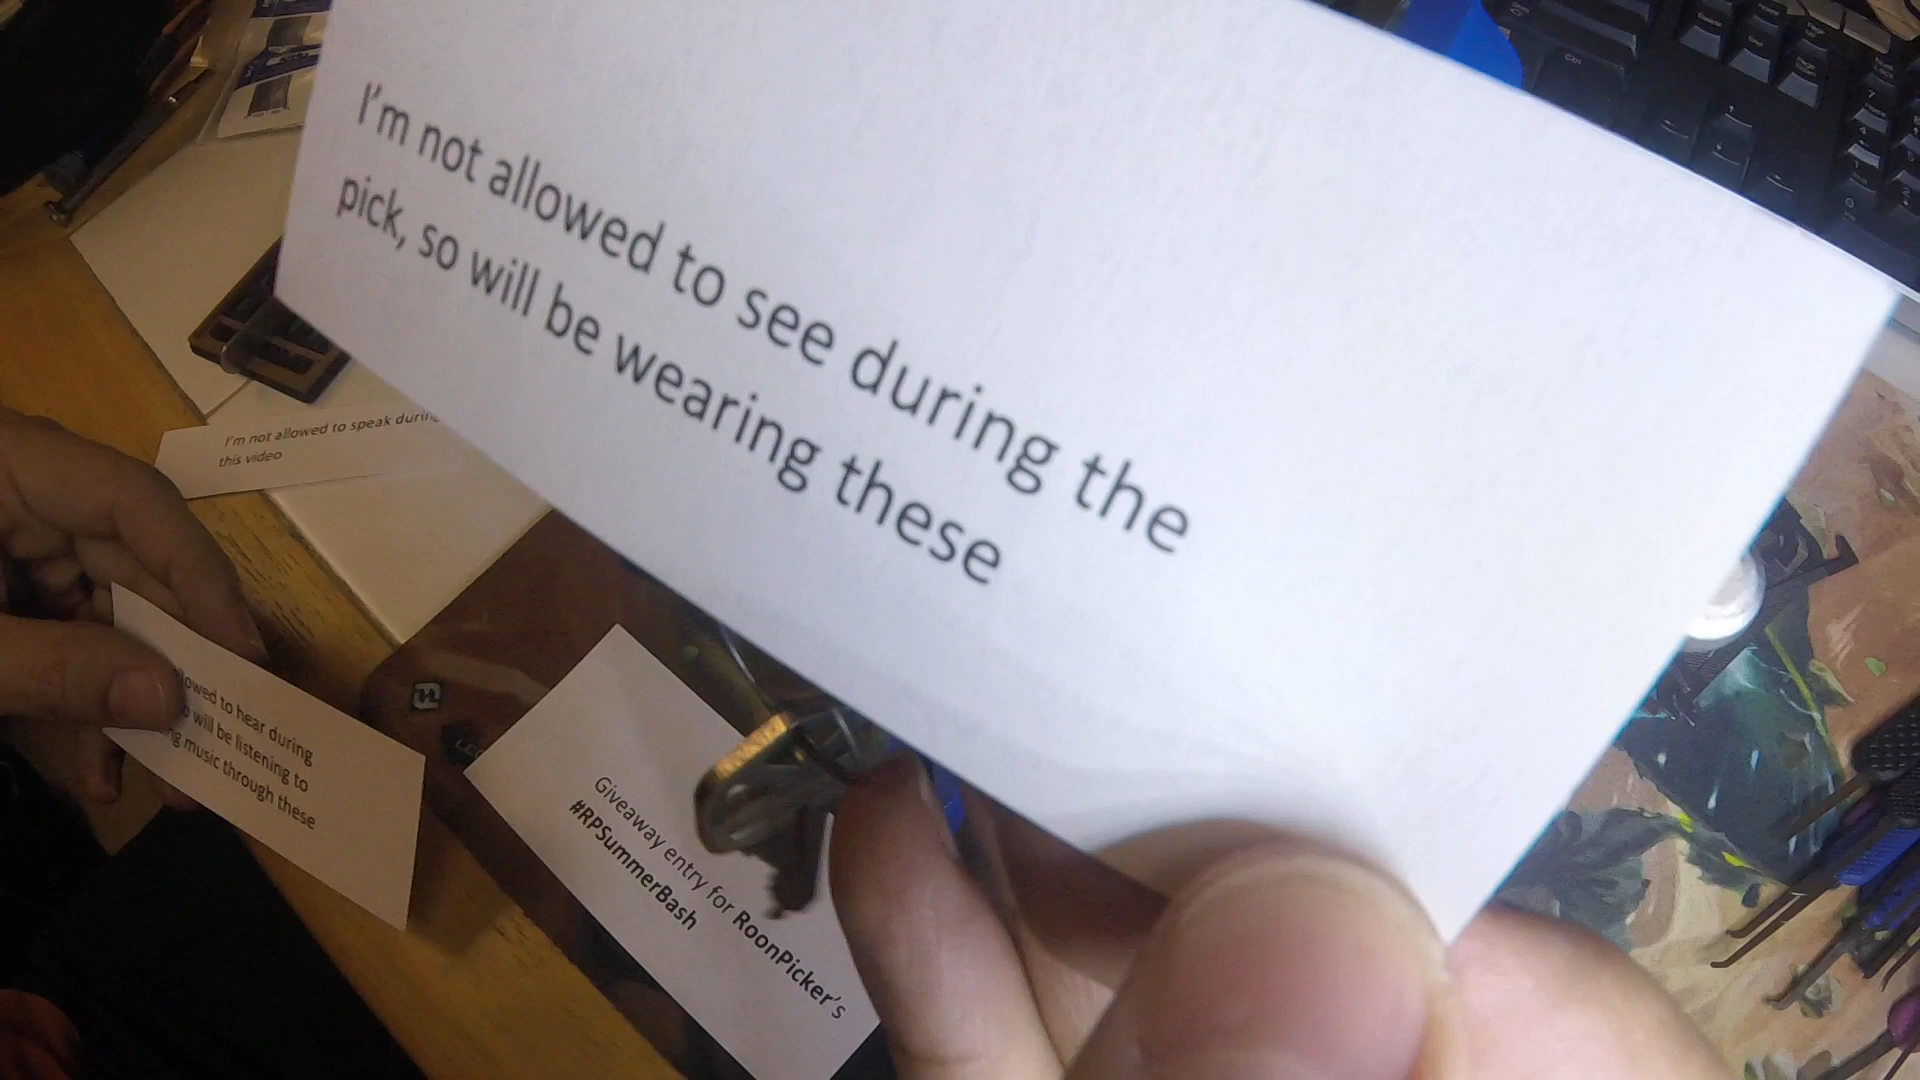 I'm not allowed to see during the
pick, so will be wearing these
I'm not allowed to speak during
this video
owed to hear during
will be listening to
music through these
Giveaway entry for RoonPicker's
#RPSummerBash